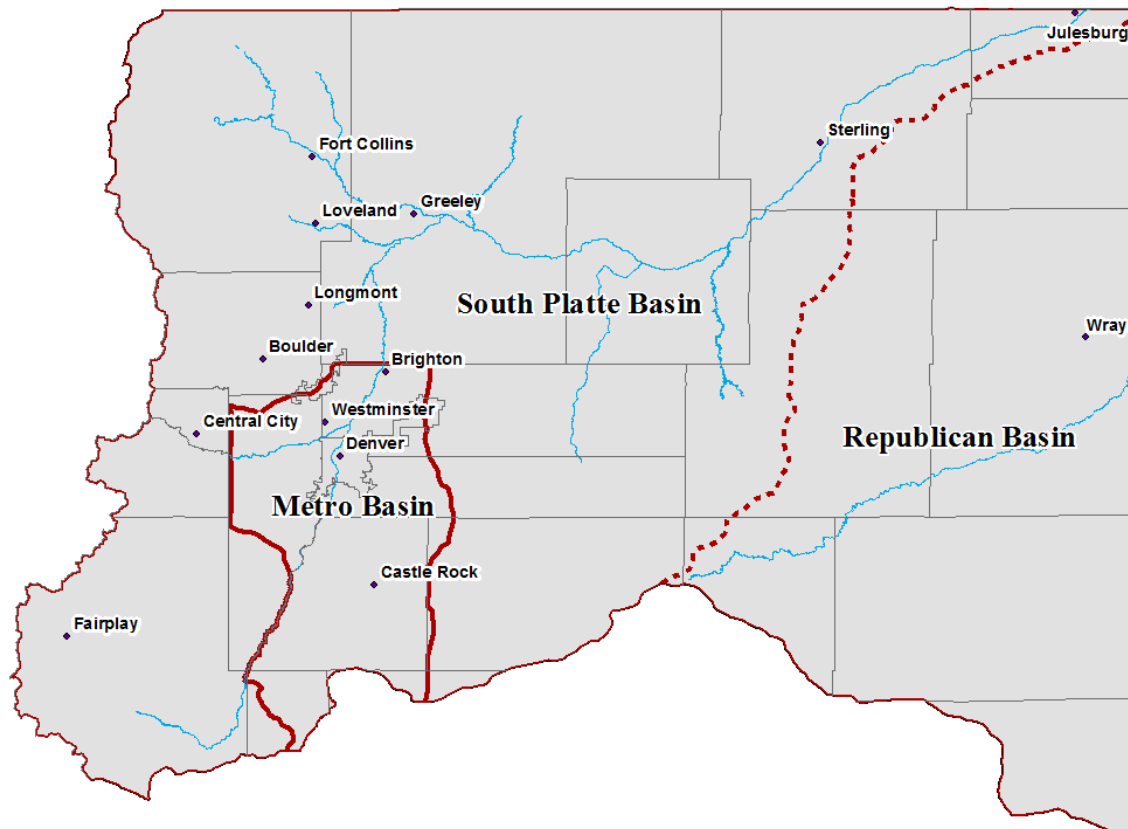 Julesburg
Sterling
Fort Collins
Greeley
Loveland
Longmont
South Platte Basin
Wray
Boulder
Brighton
Westminster
Central City
Denver
Republican Basin
Metro Basin
Castle Rock
Fairplay